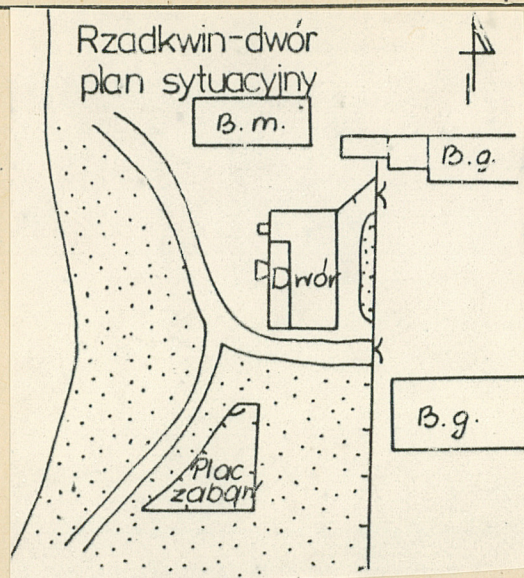 Rzadkwin-dwór
plan sytuacyjny
B.m.
B.g.
Dwór
B.g.
Plac
zabaw